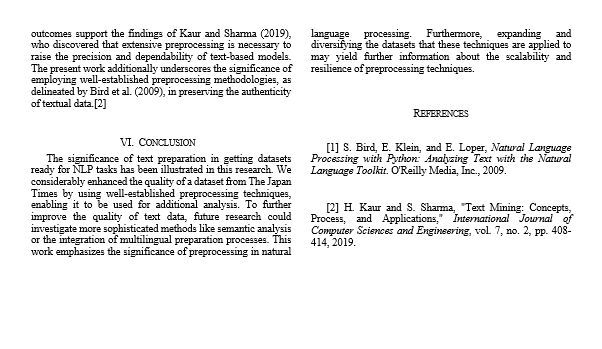 outcomes support the findings of Kaur and Sharma (2019),
who discovered that extensive preprocessing is necessary to
raise the precision and dependability of text-based models.
The present work additionally underscores the significance of
employing well-established preprocessing methodologies, as
delineated by Bird et al. (2009), in preserving the authenticity
of textual data.[2]
VI. CONCLUSION
The significance of text preparation in getting datasets
ready for NLP tasks has been illustrated in this research. We
considerably enhanced the quality of a dataset from The Japan
Times by using well-established preprocessing techniques,
enabling it to be used for additional analysis. To further
improve the quality of text data, future research could
investigate more sophisticated methods like semantic analysis
or the integration of multilingual preparation processes. This
work emphasizes the significance of preprocessing in natural
language processing. Furthermore, expanding and
diversifying the datasets that these techniques are applied to
may yield further information about the scalability and
resilience of preprocessing techniques.
REFERENCES
[1] S. Bird, E. Klein, and E. Loper, Natural Language
Processing with Python: Analyzing Text with the Natural
Language Toolkit. O'Reilly Media, Inc., 2009.
[2] H. Kaur and S. Sharma, "Text Mining: Concepts,
Process, and Applications," International Journal of
Computer Sciences and Engineering, vol. 7, no. 2, pp. 408-
414, 2019.